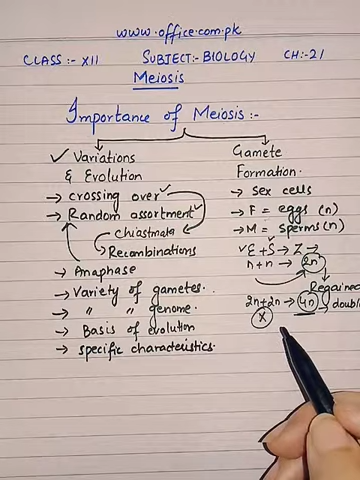 www.office.com.pk
CLASS :- XII SUBJECT:- BIOLOGY CH:-21
Meiosis
Importance of Meiosis :-
✓ Variations
& Evolution
→ crossing over ✓
→ Random assortment ✓
Chiasmata
Recombinations
→ Anaphase
→ Variety of gametes.
→ " " genome.
→ Basis of evolution
→ specific characteristics.
Gamete
Formation.
→ Sex cells
→ F = eggs (n)
→ M = sperms (n)
✓E + S → Z →
n + n → 2n
Regained
2n+2n → 4n → double
X